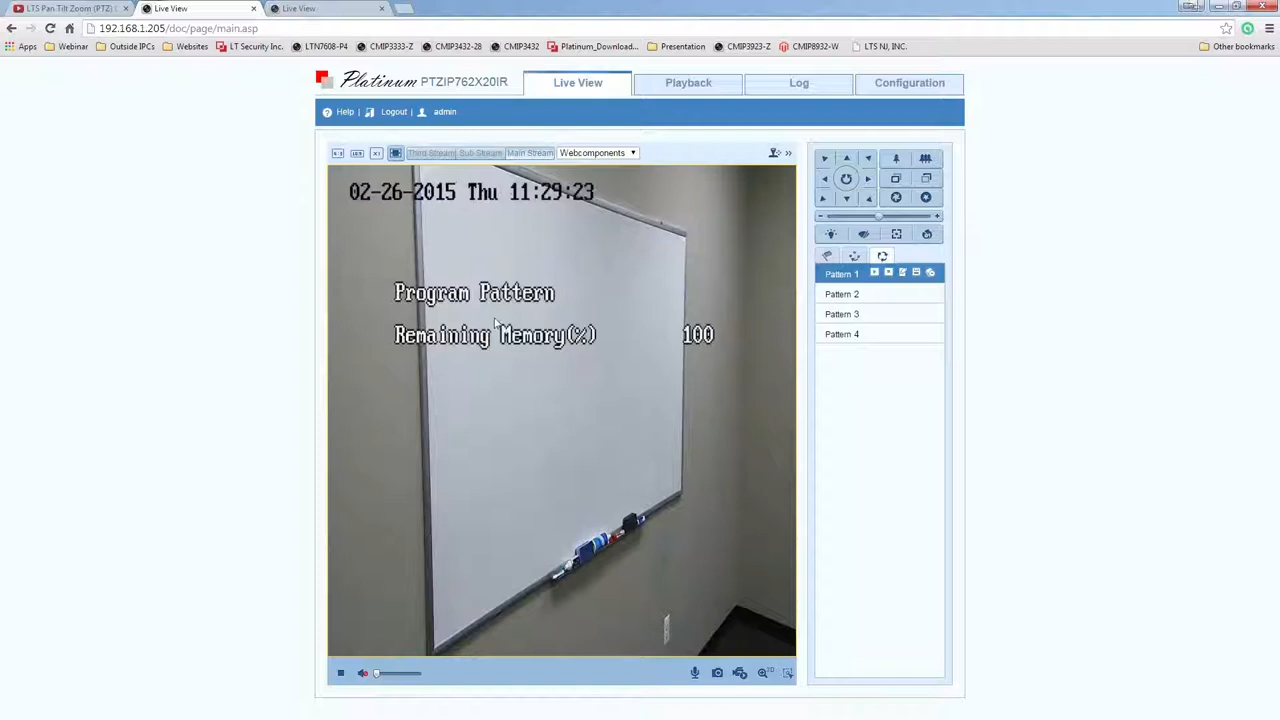 LTS Pan Tilt Zoom (PTZ)
Live View
Live View
192.168.1.205/doc/page/main.asp
Apps
Webinar
Outside IPCs
Websites
LT Security Inc.
LTN7608-P4
CMIP3333-Z
CMIP3432-28
CMIP3432
Platinum_Download...
Presentation
CMIP3923-Z
CMIP8932-W
LTS NJ, INC.
Other bookmarks
Platinum PTZIP762X20IR
Live View
Playback
Log
Configuration
Help |
Logout |
admin
Third Stream
Sub Stream
Main Stream
Webcomponents
02-26-2015 Thu 11:29:23
Program Pattern
Remaining Memory(%) 100
Pattern 1
Pattern 2
Pattern 3
Pattern 4